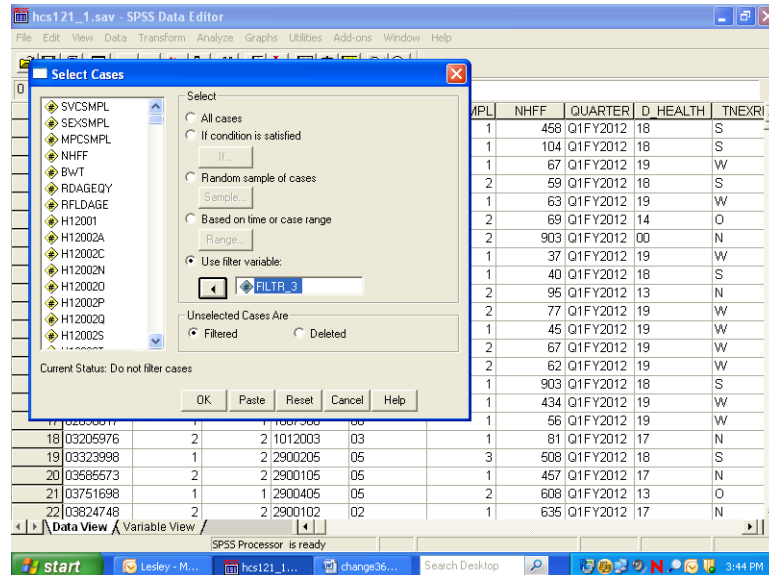 hcs121_1.sav - SPSS Data Editor
File Edit View Data Transform Analyze Graphs Utilities Add-ons Window Help
Select Cases
SVCSMPL
SEXSMPL
MPCSMPL
NHFF
BWT
RDAGEQY
RFLDAGE
H12001
H12002A
H12002C
H12002N
H12002O
H12002P
H12002Q
H12002S
Select
All cases
If condition is satisfied
If...
Random sample of cases
Sample...
Based on time or case range
Range...
Use filter variable:
FILTR_3
Unselected Cases Are
Filtered Deleted
Current Status: Do not filter cases
OK Paste Reset Cancel Help
MPL NHFF QUARTER D_HEALTH TNEXRE
1 458 Q1FY2012 18 S
1 104 Q1FY2012 18 S
1 67 Q1FY2012 19 W
2 59 Q1FY2012 18 S
1 63 Q1FY2012 19 W
2 69 Q1FY2012 14 O
2 903 Q1FY2012 00 N
1 37 Q1FY2012 19 W
1 40 Q1FY2012 18 S
2 95 Q1FY2012 13 N
2 77 Q1FY2012 19 W
1 45 Q1FY2012 19 W
2 67 Q1FY2012 19 W
2 62 Q1FY2012 19 W
1 903 Q1FY2012 18 S
1 434 Q1FY2012 19 W
1 56 Q1FY2012 19 W
18 03205976 2 2 1012003 03 1 81 Q1FY2012 17 N
19 03323998 1 2 2900205 05 3 508 Q1FY2012 18 S
20 03585573 2 2 2900105 05 1 457 Q1FY2012 17 N
21 03751698 1 1 2900405 05 2 608 Q1FY2012 13 O
22 03824748 2 2 2900102 02 1 635 Q1FY2012 17 N
Data View Variable View
SPSS Processor is ready
start Lesley - M... hcs121_1... change36... Search Desktop 3:44 PM